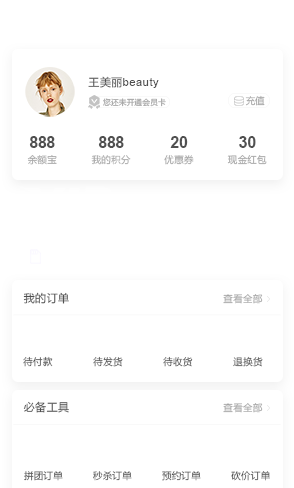 王美丽beauty
您还未开通会员卡
充值
888 888 20 30
余额宝 我的积分 优惠券 现金红包
我的订单 查看全部
待付款 待发货 待收货 退换货
必备工具 查看全部
拼团订单 秒杀订单 预约订单 砍价订单